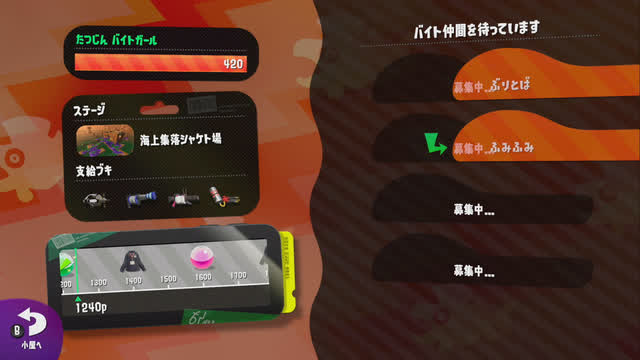 たつじん バイトガール
420
ステージ
海上集落シャケト場
支給ブキ
1200
1300
1400
1500
1600
1700
1240p
B
小屋へ
バイト仲間を待っています
募集中...ぶりとば
募集中...ふみふみ
募集中...
募集中...